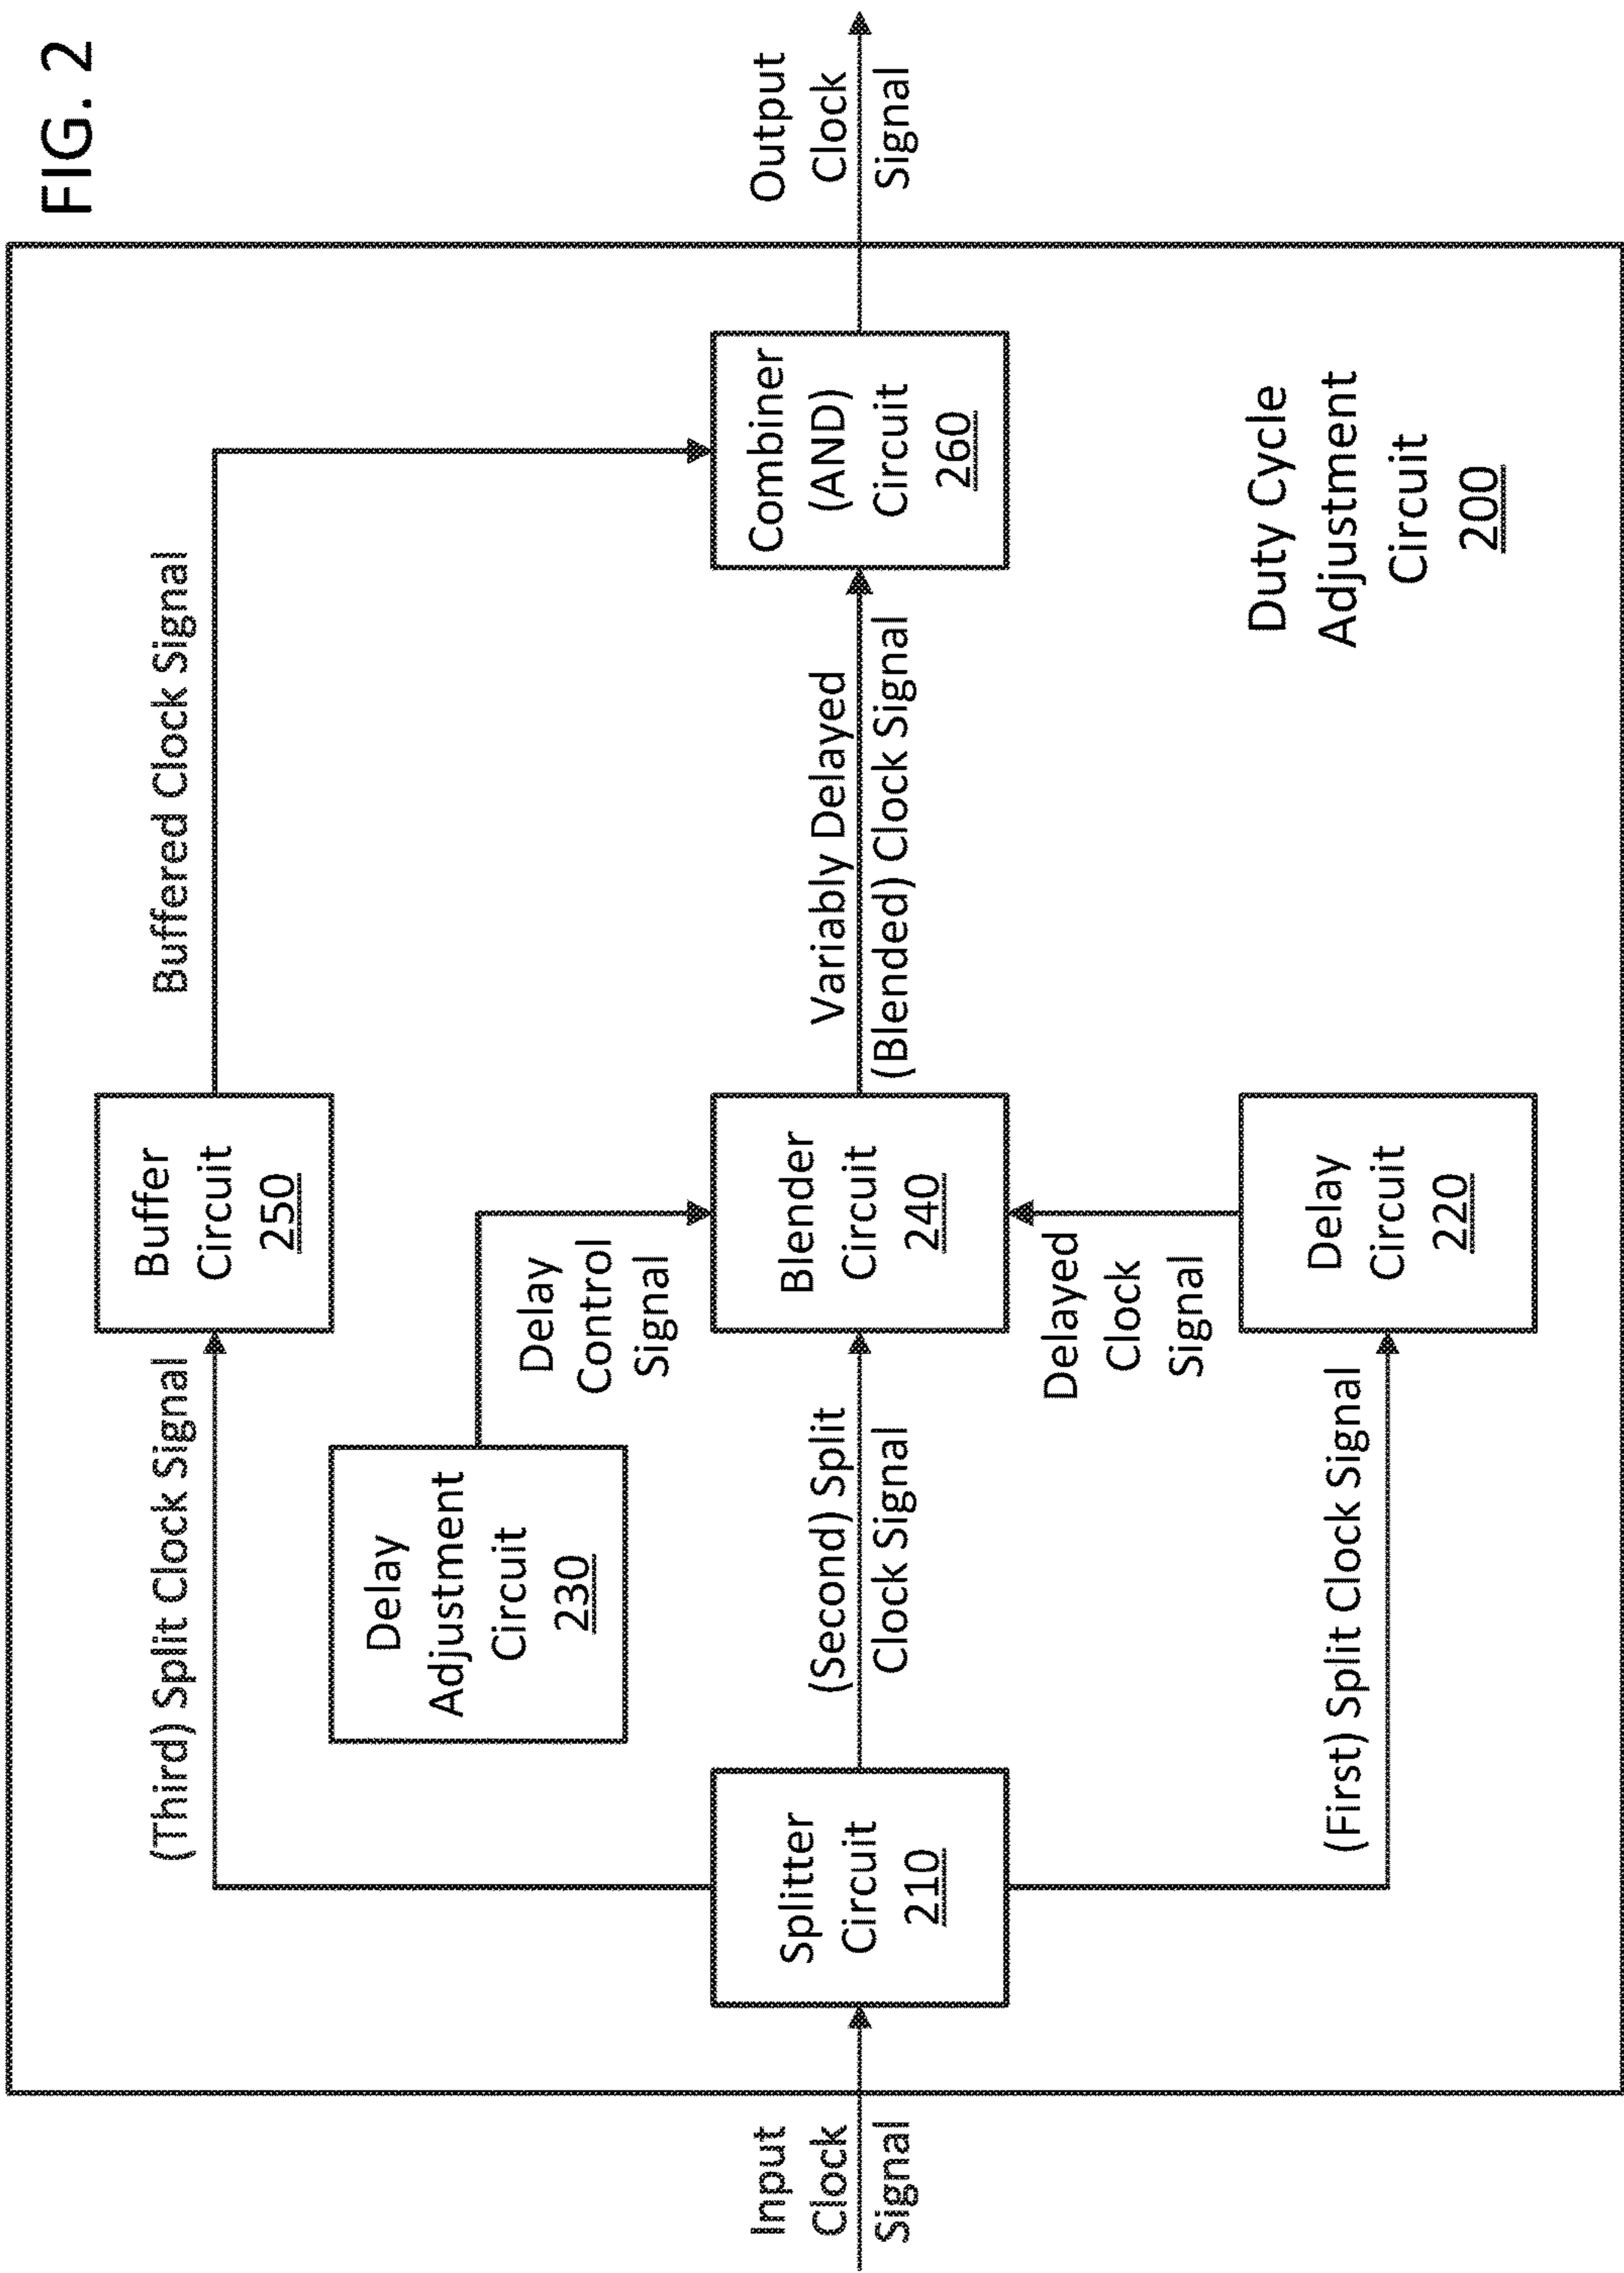 FIG. 2
Input
Clock
Signal
Splitter
Circuit
210
(Third) Split Clock Signal
Delay
Adjustment
Circuit
230
(Second) Split
Clock Signal
(First) Split Clock Signal
Buffer
Circuit
250
Delay
Control
Signal
Blender
Circuit
240
Delayed
Clock
Signal
Delay
Circuit
220
Buffered Clock Signal
Variably Delayed
(Blended) Clock Signal
Combiner
(AND)
Circuit
260
Duty Cycle
Adjustment
Circuit
200
Output
Clock
Signal